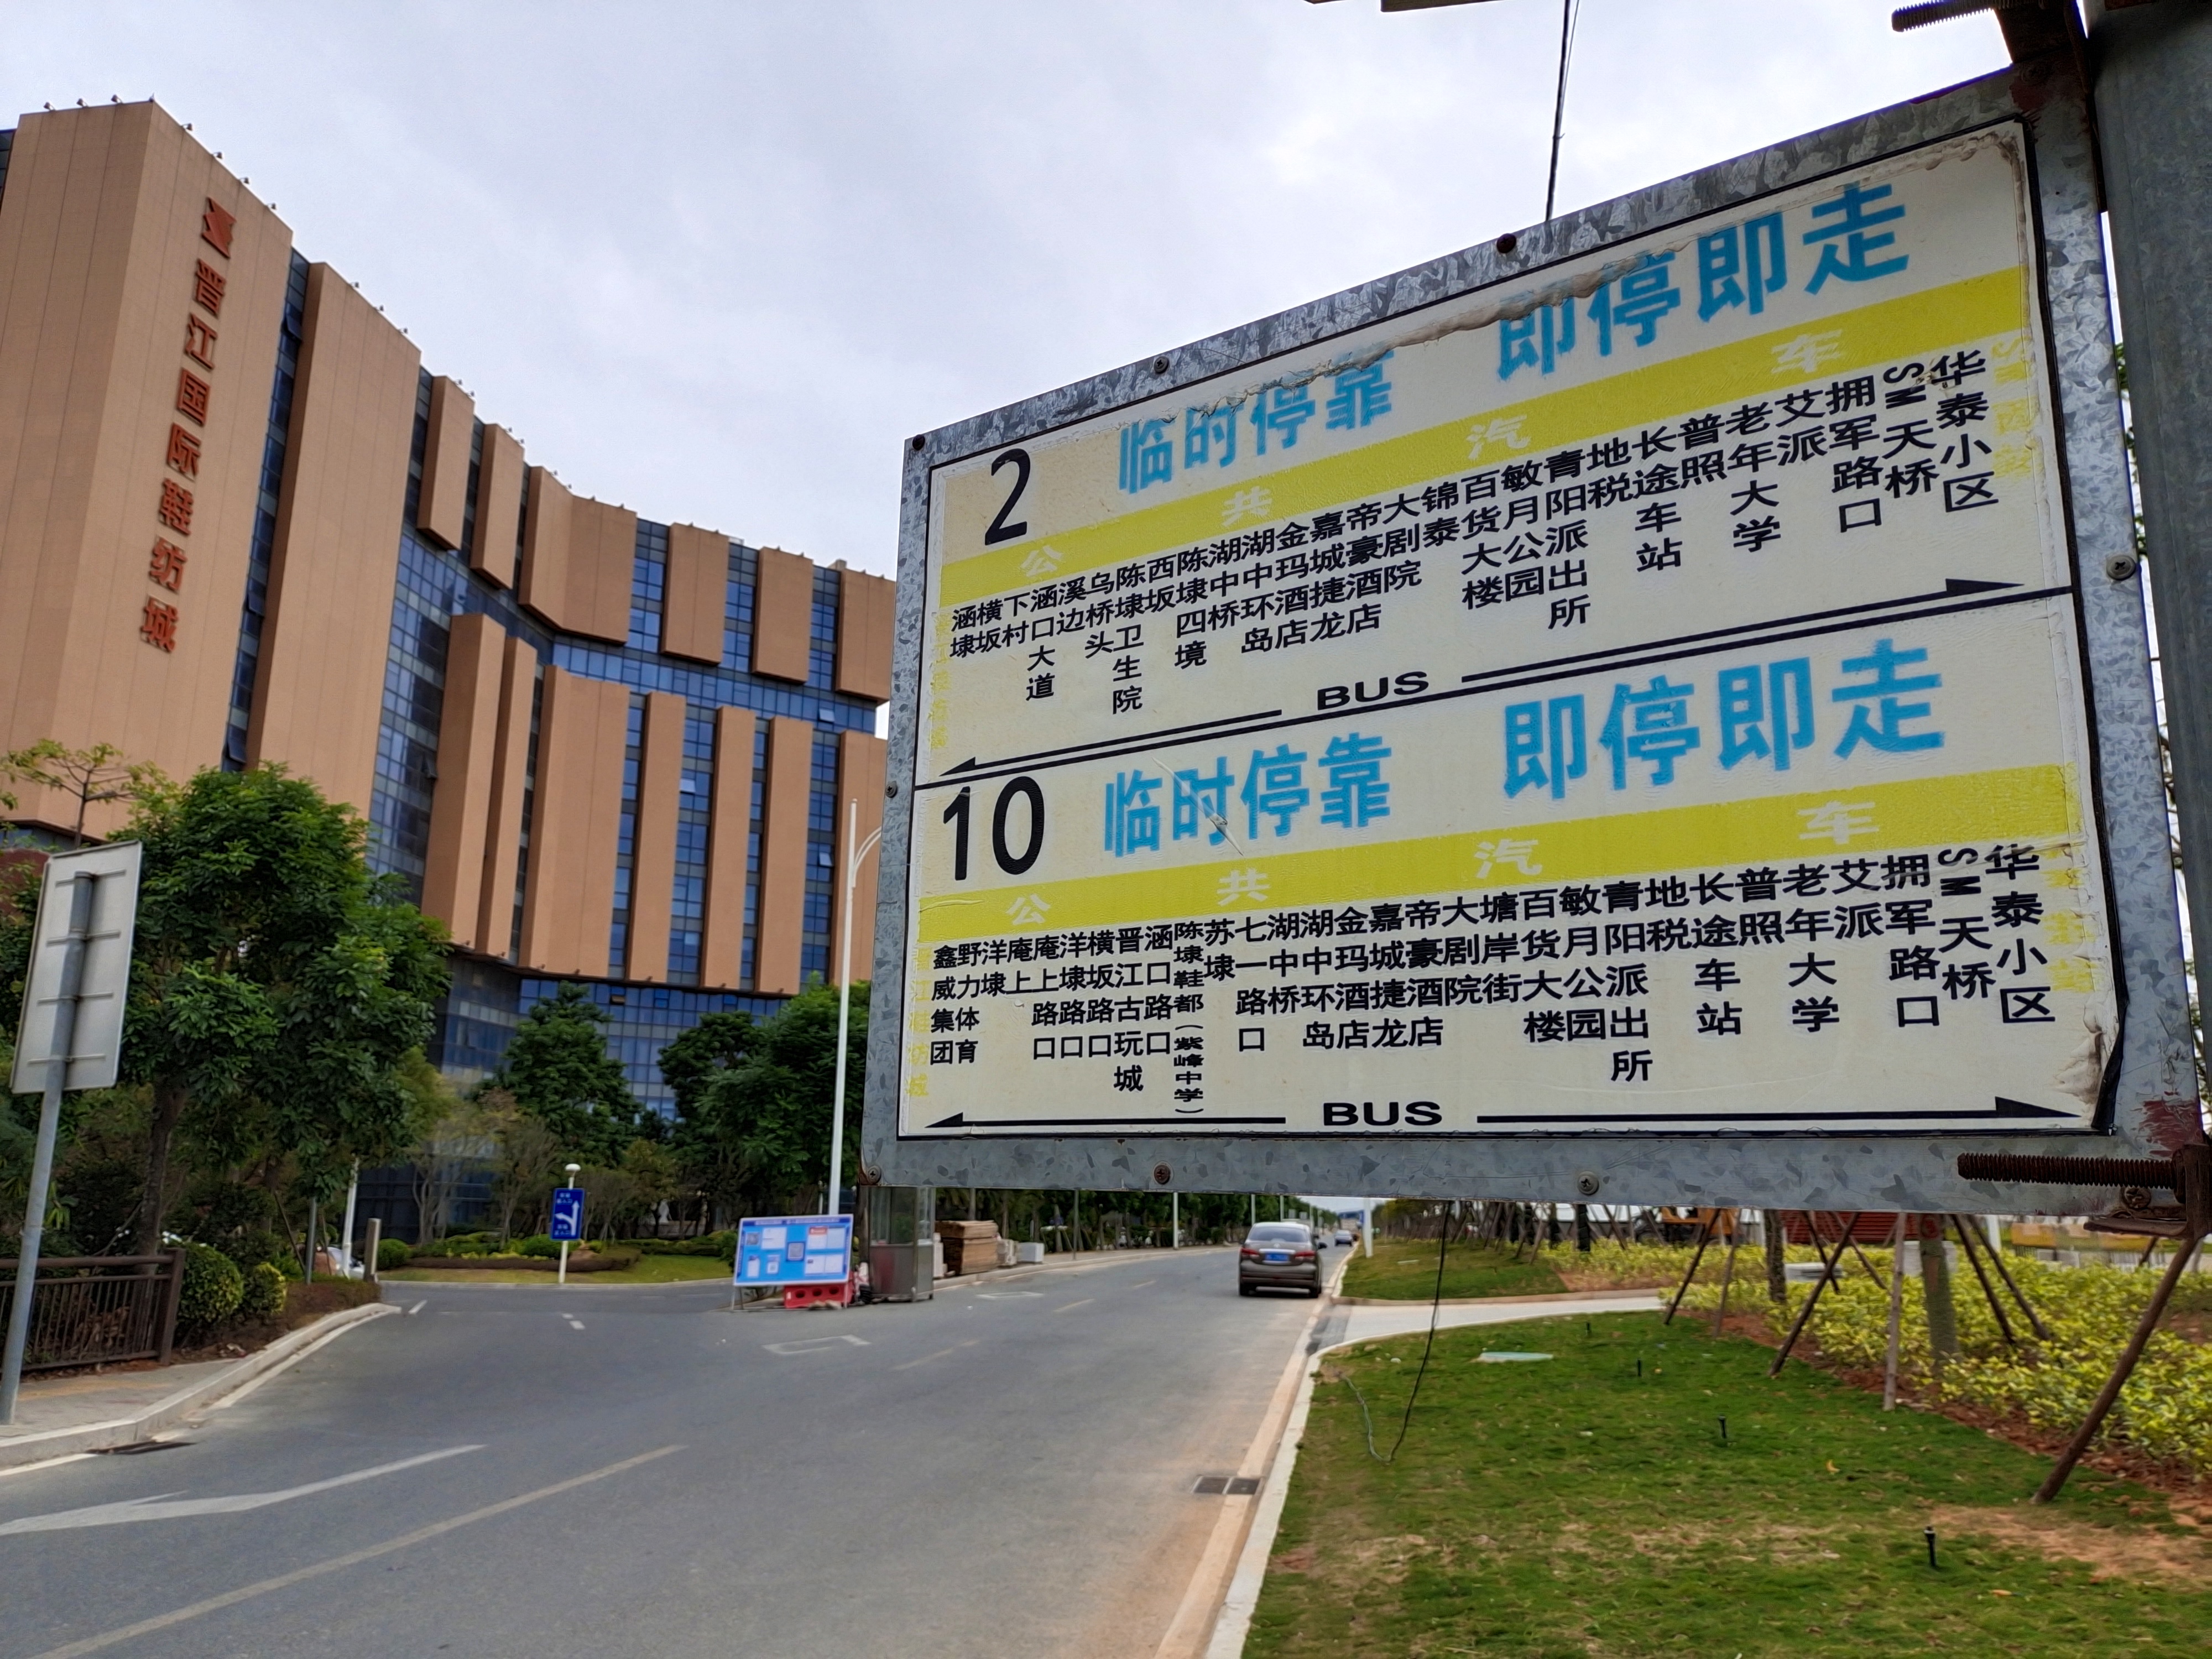 晋江国际鞋纺城
2
临时停靠 即停即走
公共汽车
涵埭
横坂
下村
涵口大道
溪边
乌桥头
陈埭卫生院
西坂
陈埭四境
湖中桥
湖中环岛
金玛酒店
嘉城捷龙
帝豪酒店
大剧院
锦泰
百货大楼
敏月公园
青阳派出所
地税
长途车站
普照
老年大学
艾派
拥军路口
SM天桥
华泰小区
BUS
10
临时停靠 即停即走
公共汽车
晋江鞋纺城
鑫威集团
野力体育
洋埭
庵上
庵上路口
洋埭路口
横坂路口
晋江古玩城
涵口路口
陈埭鞋都(紫峰中学)
苏埭
七一路口
湖中桥
湖中环岛
金玛酒店
嘉城捷龙
帝豪酒店
大剧院
塘岸街
百货大楼
敏月公园
青阳派出所
地税
长途车站
普照
老年大学
艾派
拥军路口
SM天桥
华泰小区
BUS